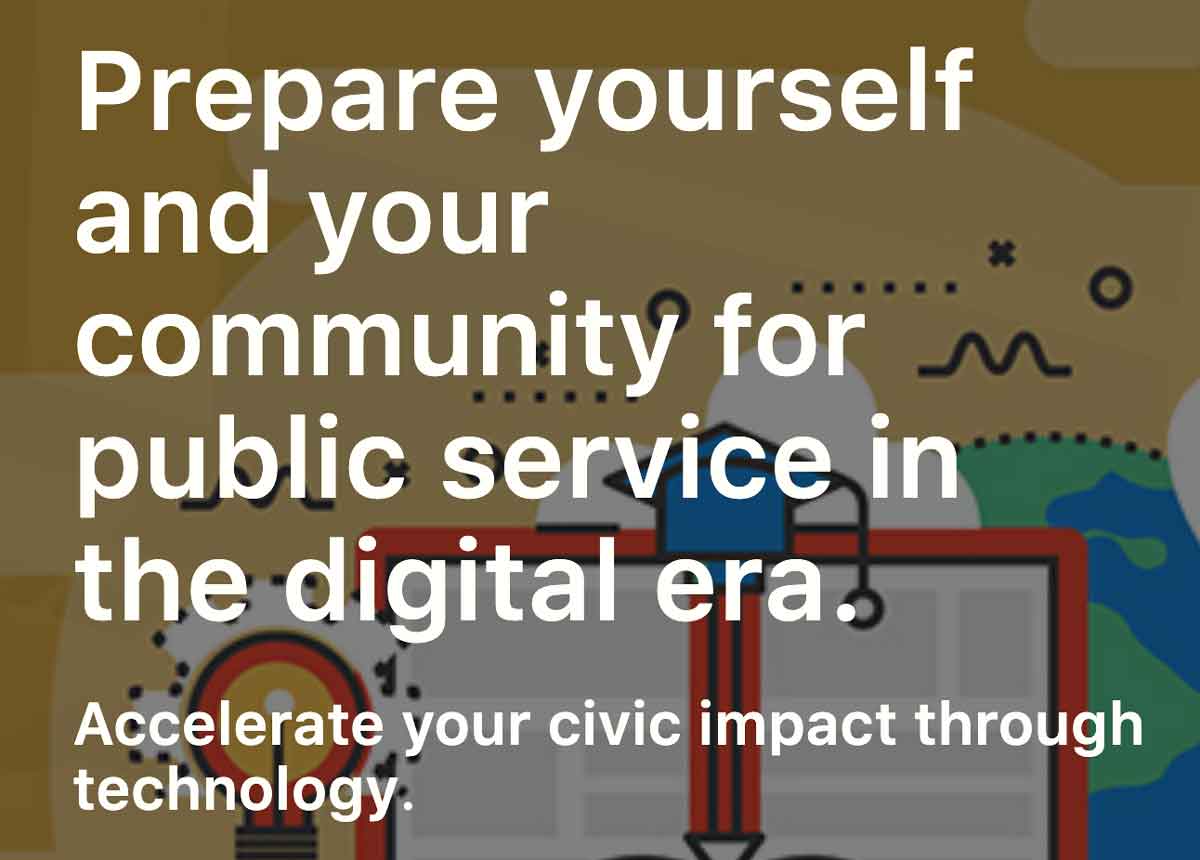 Prepare yourself
and your
community for
public service in
the digital era.
Accelerate your civic impact through
technology.